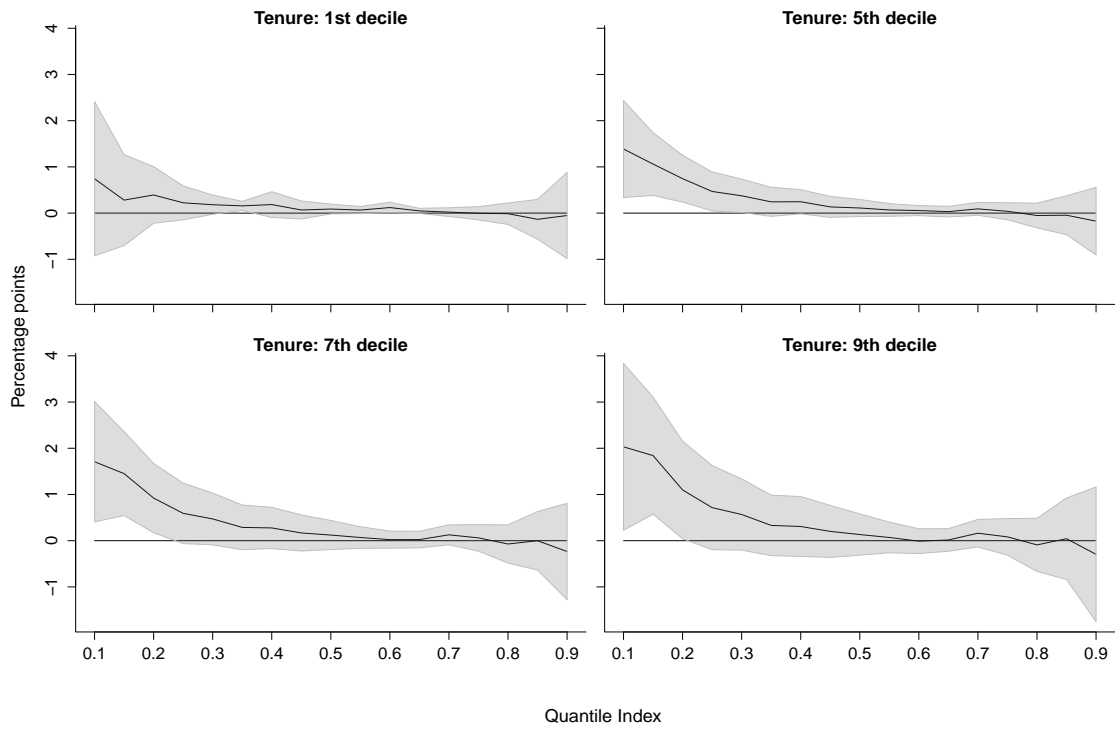 Tenure: 1st decile
Tenure: 5th decile
4
3
2
1
0
−1
Tenure: 7th decile
Tenure: 9th decile
4
3
2
1
0
−1
0.1 0.2 0.3 0.4 0.5 0.6 0.7 0.8 0.9
0.1 0.2 0.3 0.4 0.5 0.6 0.7 0.8 0.9
Percentage points
Quantile Index